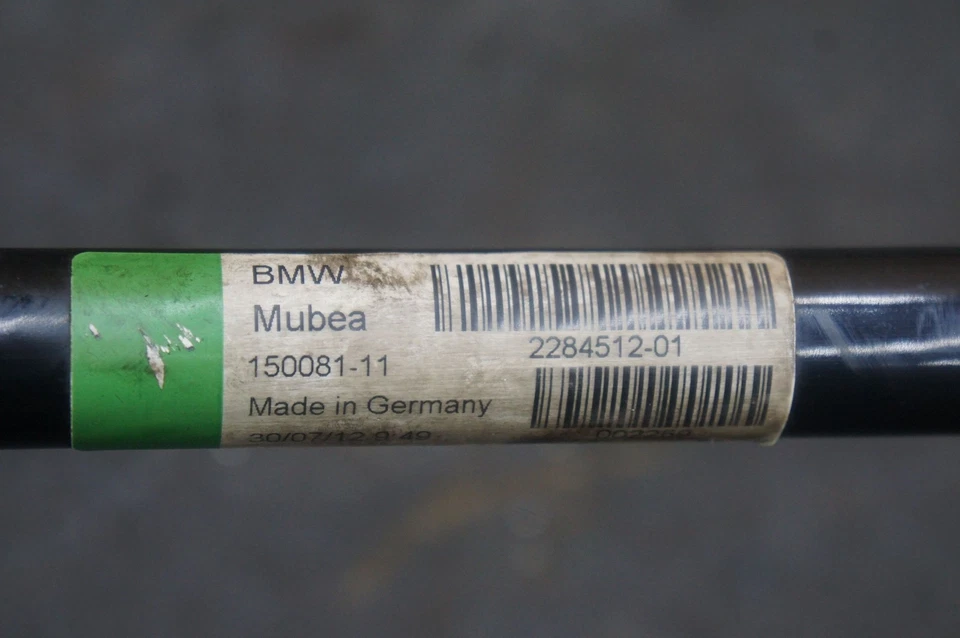 BMW
Mubea
150081-11
Made in Germany
30/07/12 9:49
2284512-01